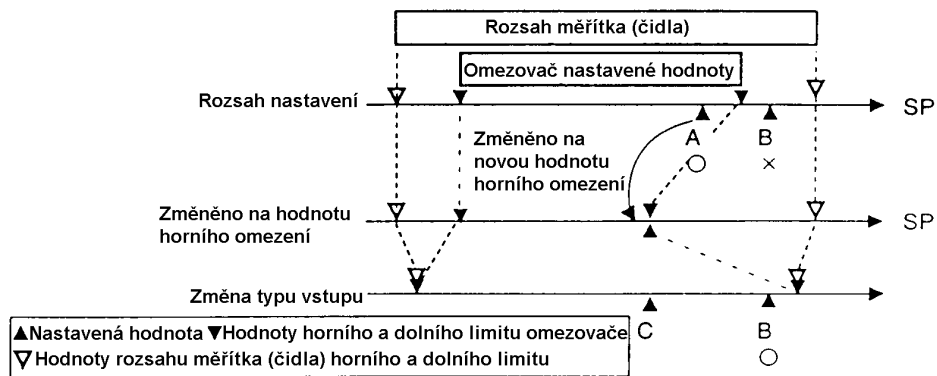 Rozsah měřítka (čidla)
Omezovač nastavené hodnoty
Rozsah nastavení
SP
Změněno na
novou hodnotu
horního omezení
A
B
Změněno na hodnotu
horního omezení
SP
Změna typu vstupu
C
B
▲Nastavená hodnota ▼Hodnoty horního a dolního limitu omezovače
▽Hodnoty rozsahu měřítka (čidla) horního a dolního limitu